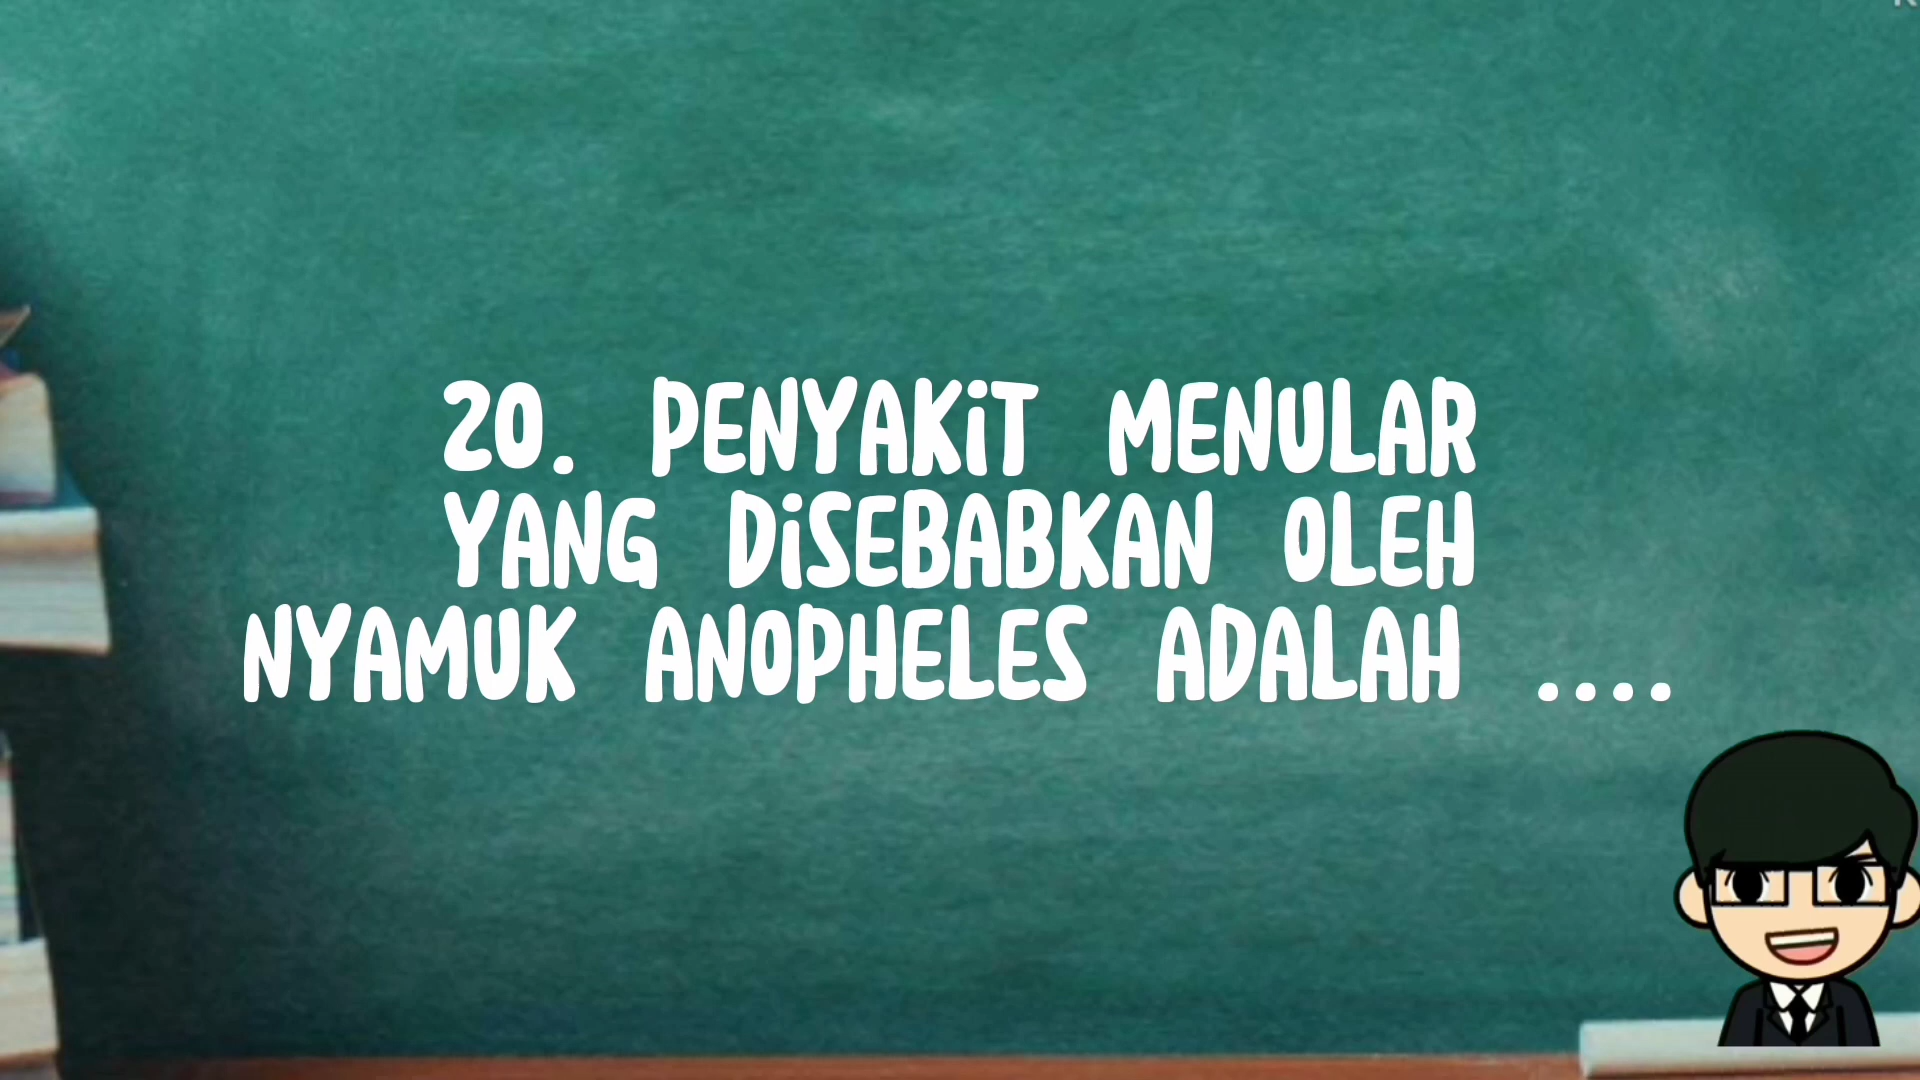 20. PENYAKiT MENULAR
YANG DiSEBABKAN OLEH
NYAMUK ANOPHELES ADALAH ....